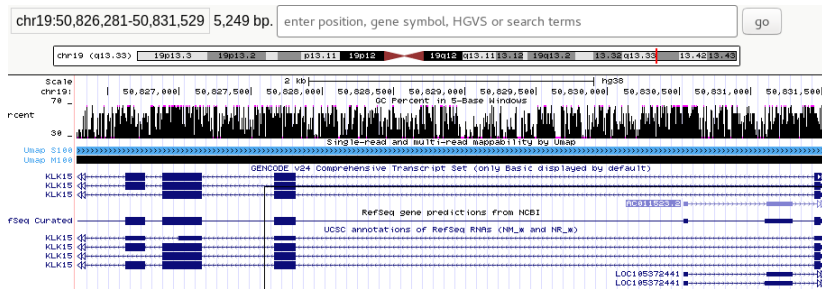 chr19:50,826,281-50,831,529 5,249 bp. enter position, gene symbol, HGVS or search terms go
chr19 (q13.33) 19p13.3 19p13.2 p13.11 19p12 19q12 q13.11 13.12 19q13.2 13.32 q13.33 13.42 13.43
Scale 2 kb hg38
chr19: 50,827,000 50,827,500 50,828,000 50,828,500 50,829,000 50,829,500 50,830,000 50,830,500 50,831,000 50,831,500
70 _ GC Percent in 5-Base Windows
rcent
30 _
Single-read and multi-read mappability by Umap
Umap S100
Umap M100
GENCODE v24 Comprehensive Transcript Set (only Basic displayed by default)
KLK15
KLK15
KLK15
AC011523.2
RefSeq gene predictions from NCBI
fSeq Curated
UCSC annotations of RefSeq RNAs (NM_* and NR_*)
KLK15
KLK15
KLK15
KLK15
LOC105372441
LOC105372441